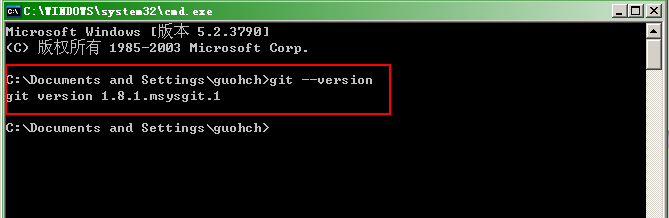 C:\WINDOWS\system32\cmd.exe
Microsoft Windows [版本 5.2.3790]
(C) 版权所有 1985-2003 Microsoft Corp.
C:\Documents and Settings\guohch>git --version
git version 1.8.1.msysgit.1
C:\Documents and Settings\guohch>